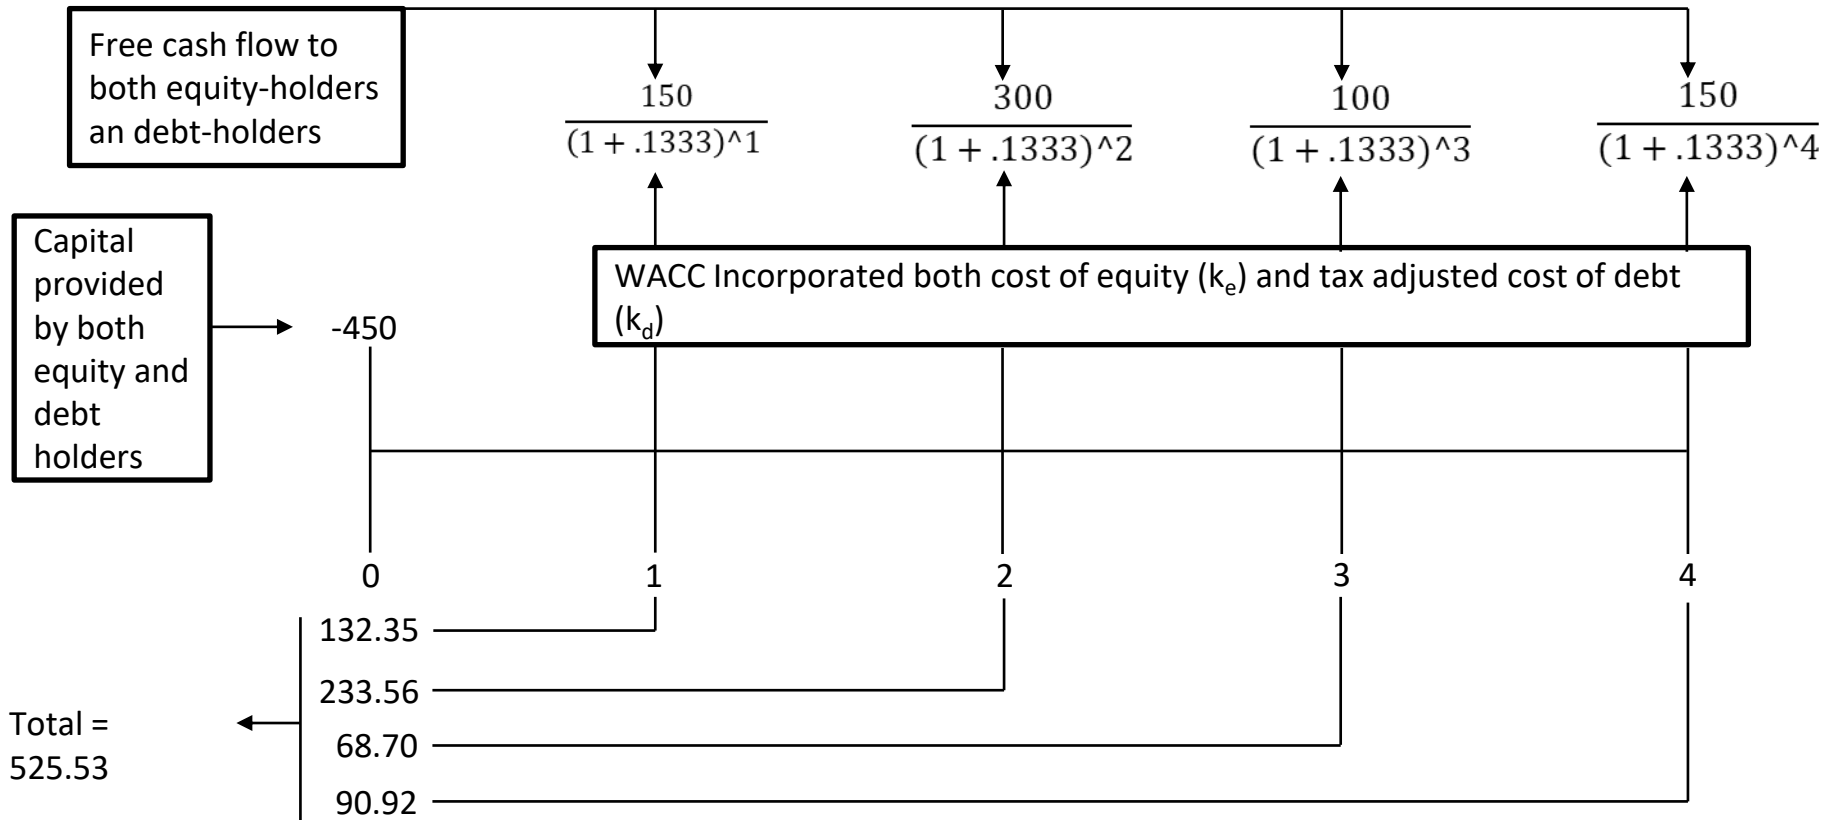 Free cash flow to
both equity-holders
an debt-holders
150
(1 + .1333)^1
300
(1 + .1333)^2
100
(1 + .1333)^3
150
(1 + .1333)^4
Capital
provided
by both
equity and
debt
holders
-450
WACC Incorporated both cost of equity (kₑ) and tax adjusted cost of debt
(k_d)
0
1
2
3
4
132.35
233.56
68.70
90.92
Total =
525.53